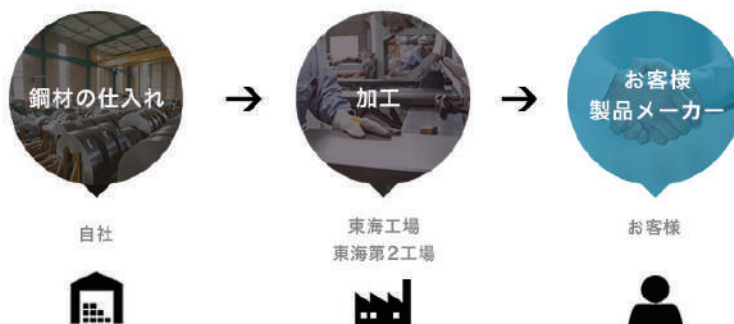 鋼材の仕入れ
加工
お客様
製品メーカー
自社
東海工場
東海第2工場
お客様